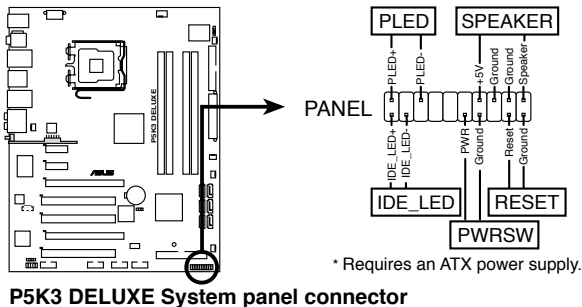 PLED
SPEAKER
PLED+
PLED-
+5V
Ground
Ground
Speaker
PANEL
IDE_LED+
IDE_LED-
PWR
Ground
Reset
Ground
IDE_LED
RESET
PWRSW
* Requires an ATX power supply.
P5K3 DELUXE
ASUS
P5K3 DELUXE System panel connector